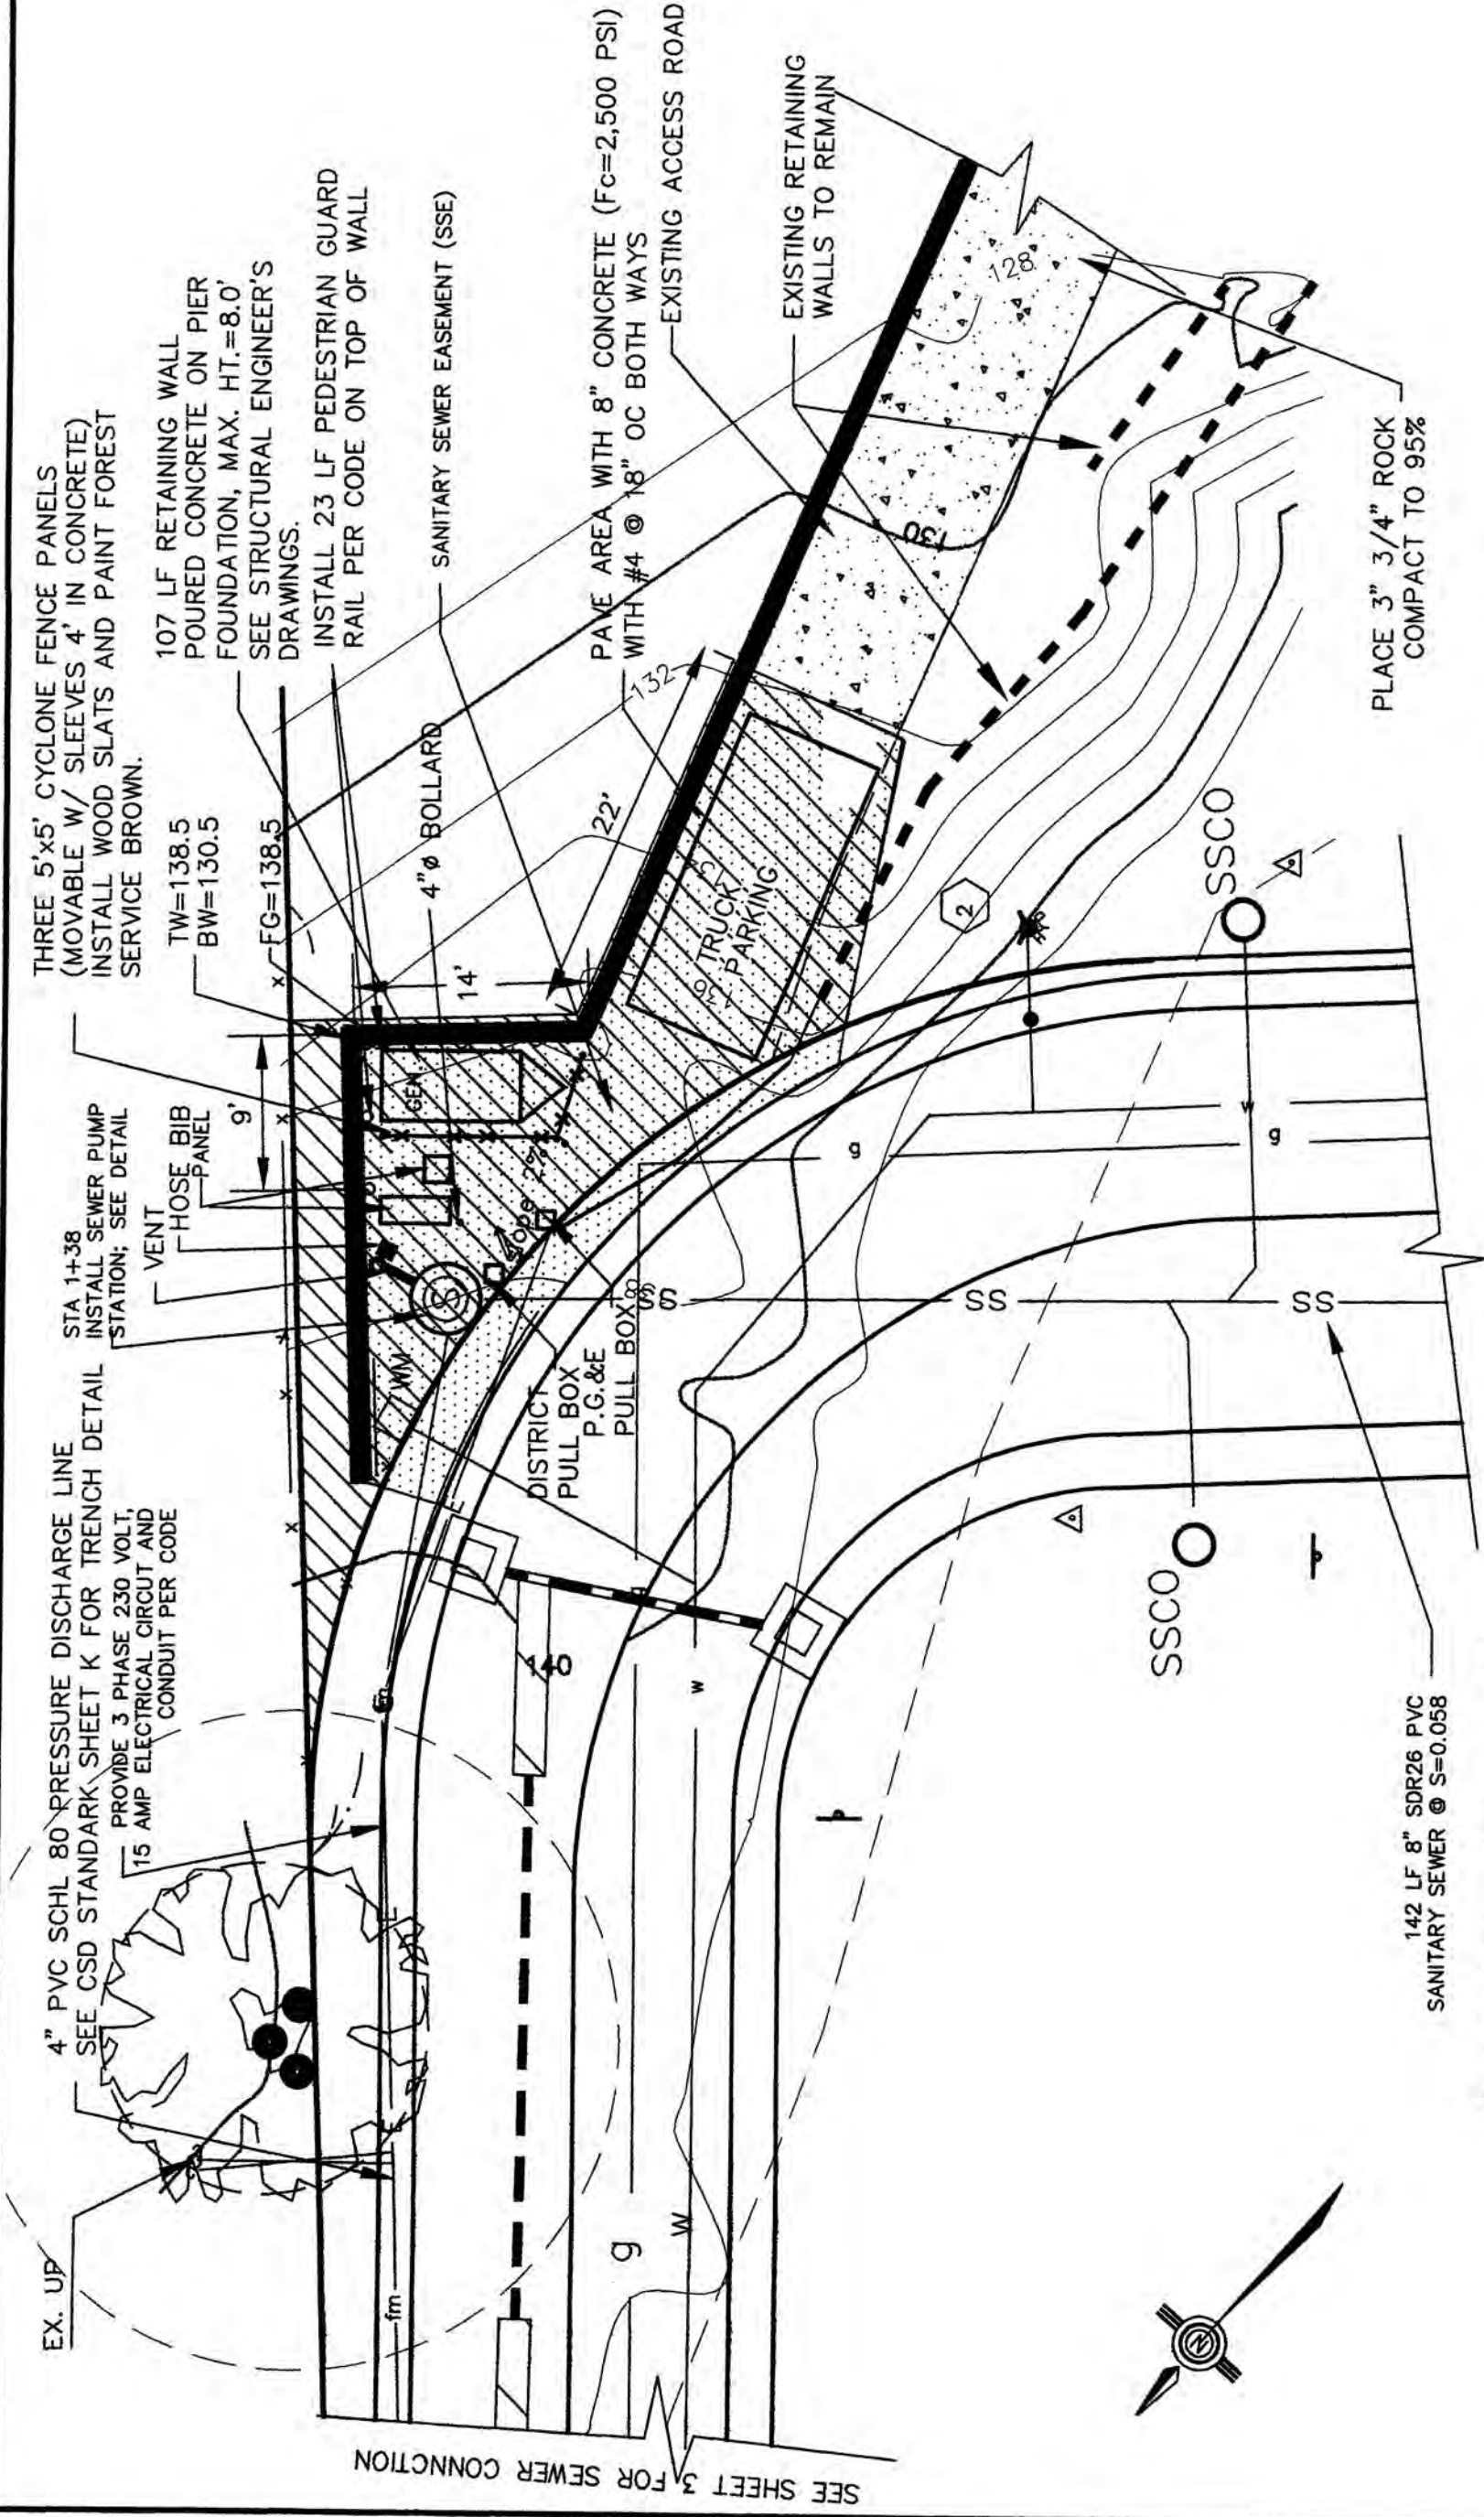 THREE 5'x5' CYCLONE FENCE PANELS
(MOVABLE W/ SLEEVES 4' IN CONCRETE)
INSTALL WOOD SLATS AND PAINT FOREST
SERVICE BROWN.
TW=138.5
BW=130.5
FG=138.5
107 LF RETAINING WALL
POURED CONCRETE ON PIER
FOUNDATION, MAX. HT.=8.0'
SEE STRUCTURAL ENGINEER'S
DRAWINGS.
INSTALL 23 LF PEDESTRIAN GUARD
RAIL PER CODE ON TOP OF WALL
4"ø BOLLARD
SANITARY SEWER EASEMENT (SSE)
PAVE AREA WITH 8" CONCRETE (Fc=2,500 PSI)
WITH #4 @ 18" OC BOTH WAYS
EXISTING ACCESS ROAD
EXISTING RETAINING
WALLS TO REMAIN
STA 1+38
INSTALL SEWER PUMP
STATION; SEE DETAIL
VENT
HOSE BIB
PANEL
9'
14'
22'
4" PVC SCHL 80 PRESSURE DISCHARGE LINE
SEE CSD STANDARK SHEET K FOR TRENCH DETAIL
PROVIDE 3 PHASE 230 VOLT,
15 AMP ELECTRICAL CIRCUT AND
CONDUIT PER CODE
EX. UP
GEN
WM
S
slope 2%
DISTRICT
PULL BOX
P.G.&E
PULL BOX
TRUCK
PARKING
136
132
130
128
140
2
SS
SS
SS
SSCO
SSCO
fm
fm
g
g
g
w
w
w
E
E
PLACE 3" 3/4" ROCK
COMPACT TO 95%
142 LF 8" SDR26 PVC
SANITARY SEWER @ S=0.058
SEE SHEET 3 FOR SEWER CONNCTION
N